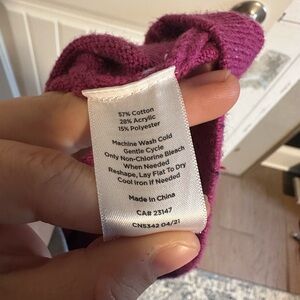 57% Cotton
28% Acrylic
15% Polyester
Machine Wash Cold
Gentle Cycle
Only Non-Chlorine Bleach
When Needed
Reshape, Lay Flat To Dry
Cool Iron If Needed
Made In China
CA# 23147
CN5342 04/21